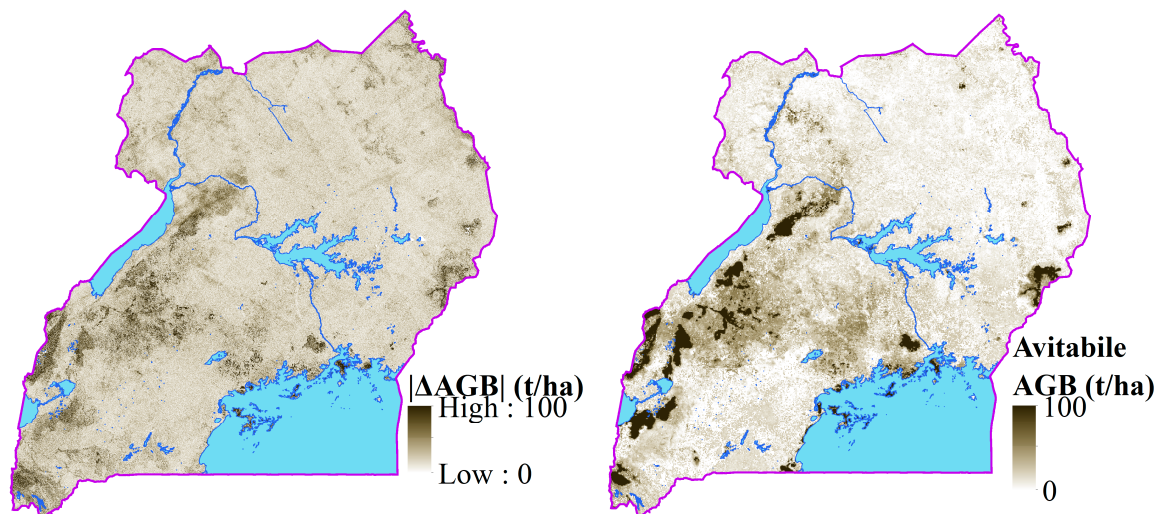 |ΔAGB| (t/ha)
High : 100
Low : 0
Avitabile
AGB (t/ha)
100
0